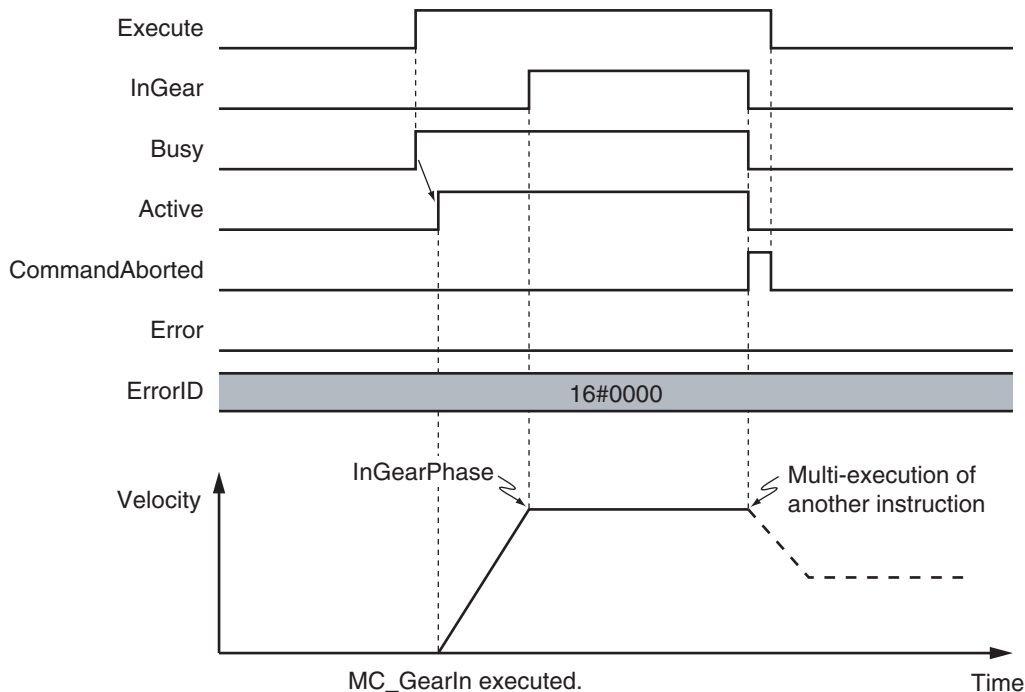 Execute
InGear
Busy
Active
CommandAborted
Error
ErrorID
16#0000
InGearPhase
Multi-execution of
another instruction
Velocity
MC_GearIn executed.
Time